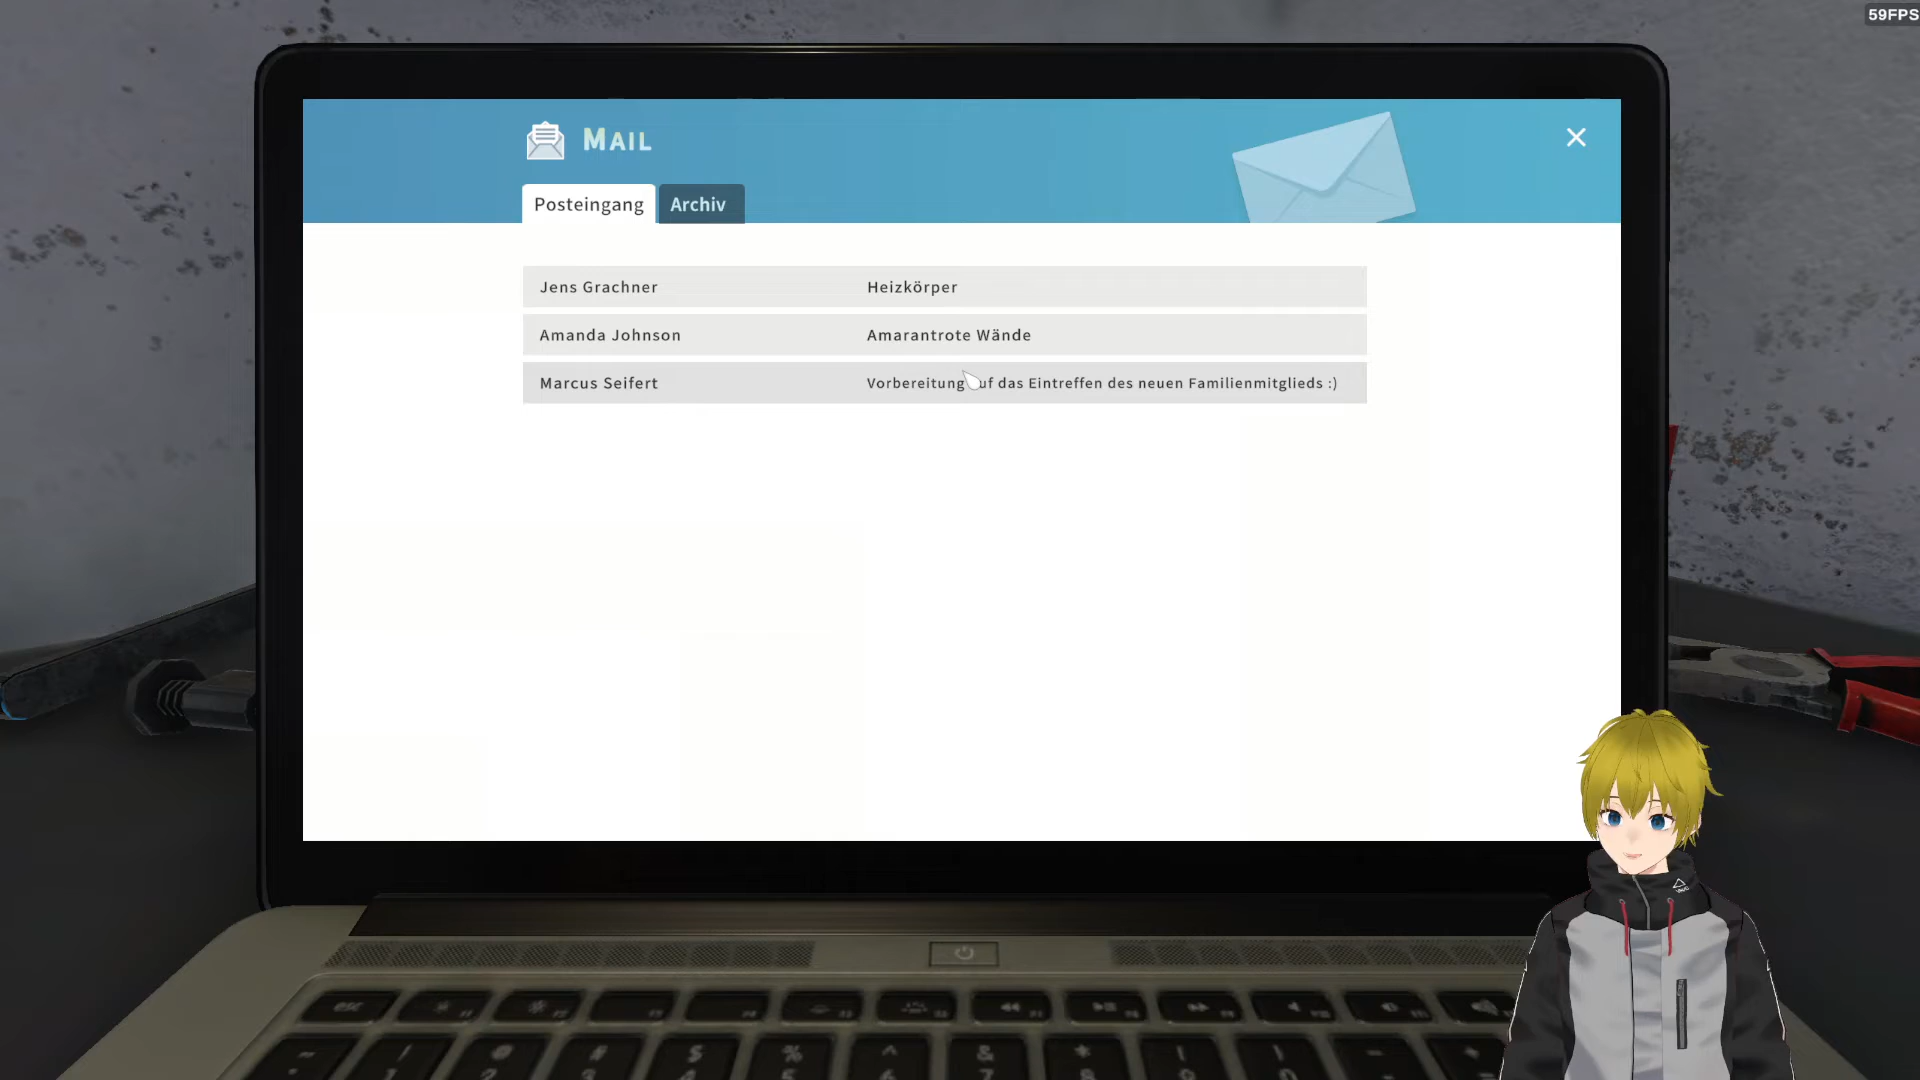 59FPS
MAIL
Posteingang
Archiv
Jens Grachner Heizkörper
Amanda Johnson Amarantrote Wände
Marcus Seifert Vorbereitung uf das Eintreffen des neuen Familienmitglieds :)
esc